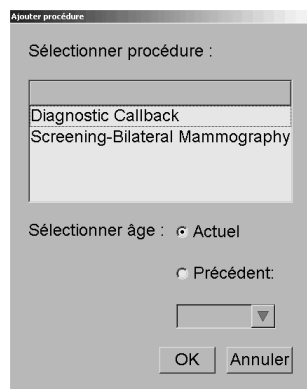 Ajouter procédure
Sélectionner procédure :
Diagnostic Callback
Screening-Bilateral Mammography
Sélectionner âge :
Actuel
Précédent:
OK
Annuler